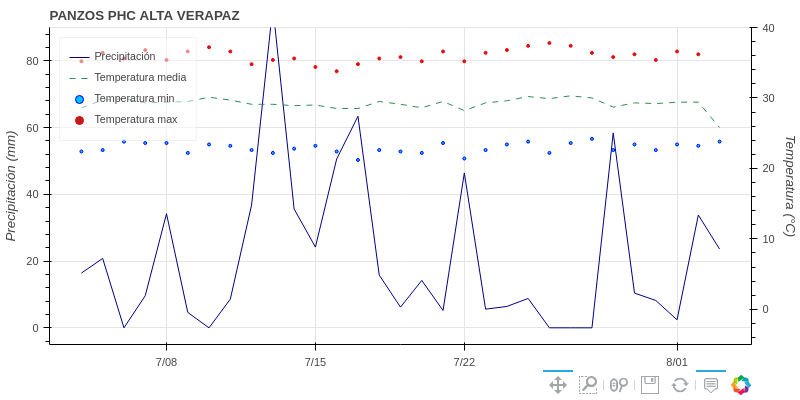 PANZOS PHC ALTA VERAPAZ
Precipitación
Temperatura media
Temperatura min
Temperatura max
80
60
40
20
0
Precipitación (mm)
40
30
20
10
0
Temperatura (°C)
7/08
7/15
7/22
8/01